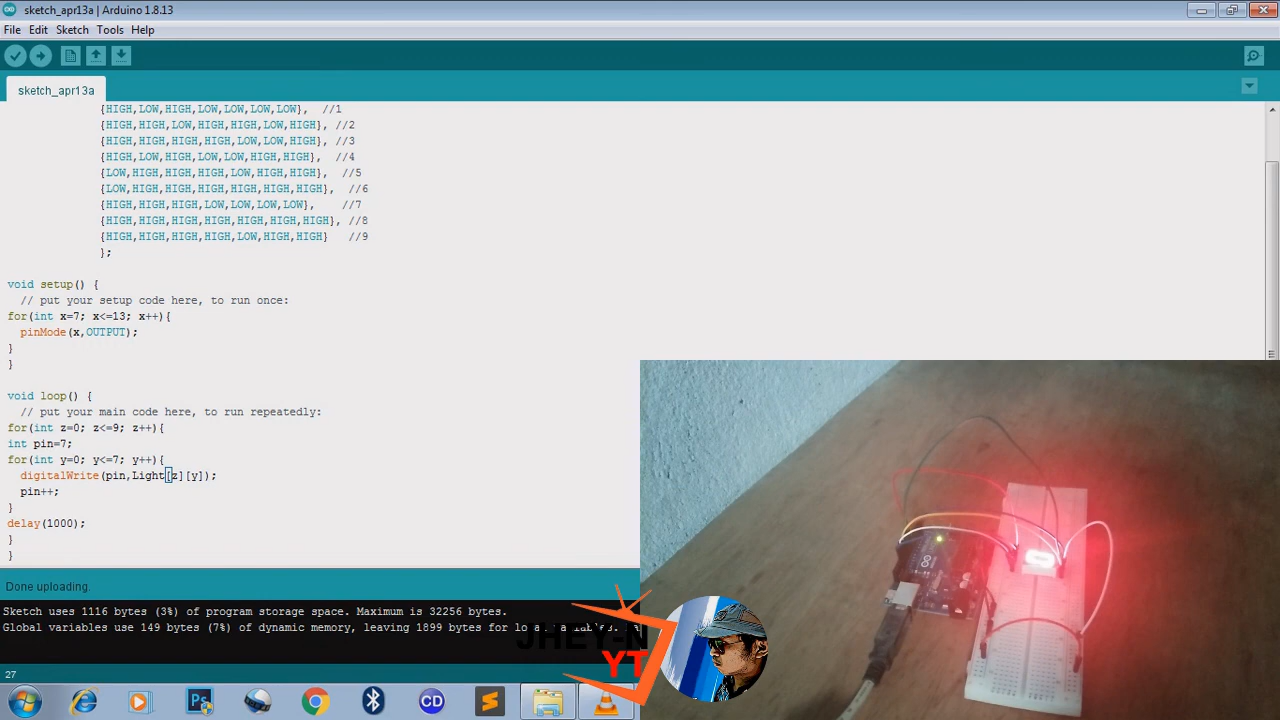 sketch_apr13a | Arduino 1.8.13
File Edit Sketch Tools Help
sketch_apr13a
{HIGH,LOW,HIGH,LOW,LOW,LOW,LOW}, //1
{HIGH,HIGH,LOW,HIGH,HIGH,LOW,HIGH}, //2
{HIGH,HIGH,HIGH,HIGH,LOW,LOW,HIGH}, //3
{HIGH,LOW,HIGH,LOW,LOW,HIGH,HIGH}, //4
{LOW,HIGH,HIGH,HIGH,LOW,HIGH,HIGH}, //5
{LOW,HIGH,HIGH,HIGH,HIGH,HIGH,HIGH}, //6
{HIGH,HIGH,HIGH,LOW,LOW,LOW,LOW}, //7
{HIGH,HIGH,HIGH,HIGH,HIGH,HIGH,HIGH}, //8
{HIGH,HIGH,HIGH,HIGH,LOW,HIGH,HIGH} //9
};
void setup() {
// put your setup code here, to run once:
for(int x=7; x<=13; x++){
pinMode(x,OUTPUT);
}
}
void loop() {
// put your main code here, to run repeatedly:
for(int z=0; z<=9; z++){
int pin=7;
for(int y=0; y<=7; y++){
digitalWrite(pin,Light[z][y]);
pin++;
}
delay(1000);
}
}
Done uploading.
Sketch uses 1116 bytes (3%) of program storage space. Maximum is 32256 bytes.
Global variables use 149 bytes (7%) of dynamic memory, leaving 1899 bytes for local variables.
JHEY-N
YT
27
Ps
CD